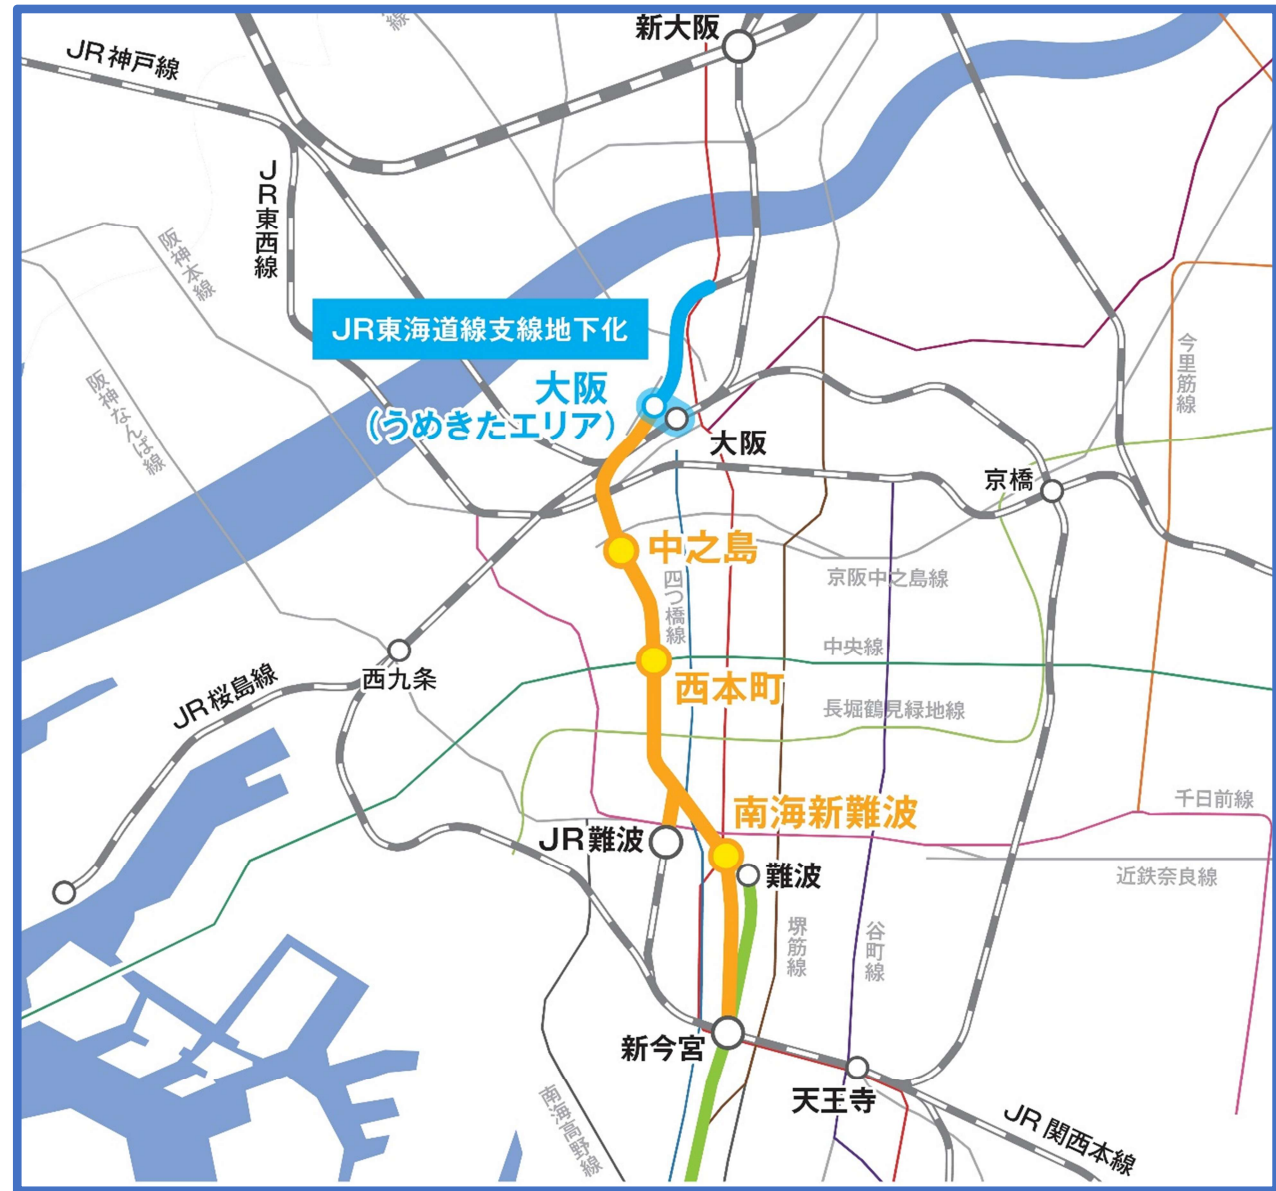 線
新大阪
JR神戸線
JR東西線
阪神本線
JR東海道線支線地下化
今里筋線
阪神なんば線
大阪
(うめきたエリア)
大阪
京橋
中之島
四つ橋線
京阪中之島線
中央線
西九条
西本町
JR桜島線
長堀鶴見緑地線
南海新難波
千日前線
JR難波
難波
近鉄奈良線
堺筋線
谷町線
新今宮
天王寺
南海高野線
JR関西本線